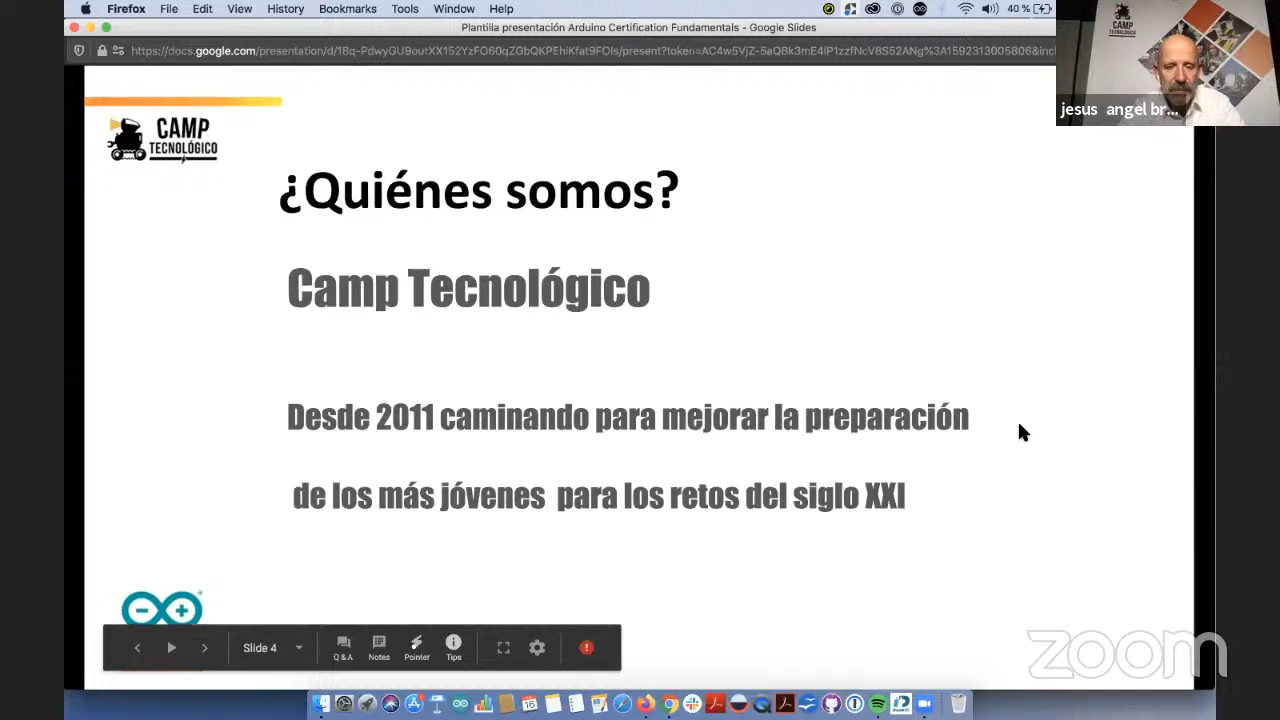 Firefox File Edit View History Bookmarks Tools Window Help 40 %
Plantilla presentación Arduino Certification Fundamentals - Google Slides
CAMP
TECNOLÓGICO
jesus angel br...
CAMP
TECNOLÓGICO
¿Quiénes somos?
Camp Tecnológico
Desde 2011 caminando para mejorar la preparación
de los más jóvenes para los retos del siglo XXI
Slide 4
Q & A Notes Pointer Tips
zoom
16